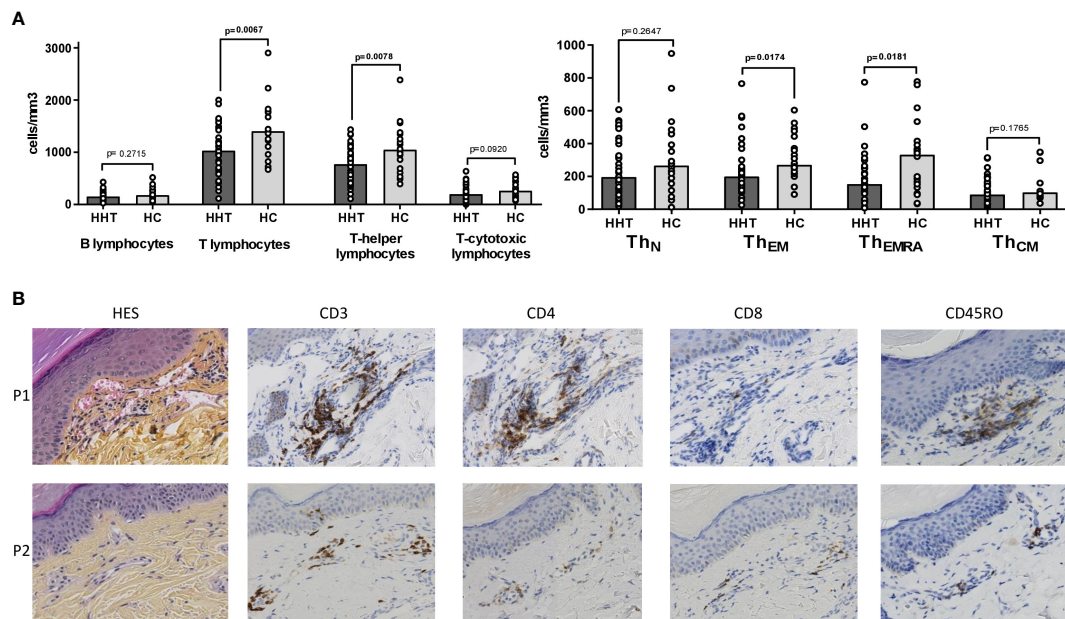 A
p=0.0067
p=0.0078
p= 0.2715
p=0.0920
cells/mm3
3000
2000
1000
0
HHT HC HHT HC HHT HC HHT HC
B lymphocytes T lymphocytes T-helper lymphocytes T-cytotoxic lymphocytes
p=0.2647
p=0.0174
p=0.0181
p=0.1765
cells/mm3
1000
800
600
400
200
0
HHT HC HHT HC HHT HC HHT HC
ThN ThEM ThEMRA ThCM
B
HES CD3 CD4 CD8 CD45RO
P1
P2